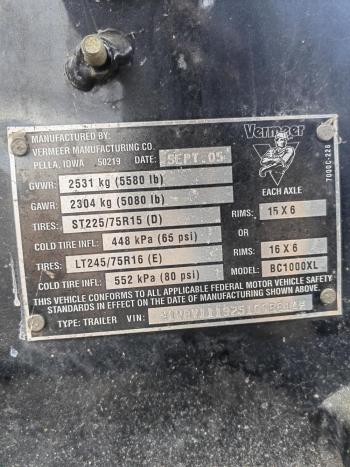 MANUFACTURED BY:
VERMEER MANUFACTURING CO.
PELLA, IOWA 50219 DATE: SEPT.05
Vermeer
7000C-228
GVWR: 2531 kg (5580 lb)
GAWR: 2304 kg (5080 lb) EACH AXLE
TIRES: ST225/75R15 (D) RIMS: 15 X 6
COLD TIRE INFL: 448 kPa (65 psi) OR
TIRES: LT245/75R16 (E) RIMS: 16 X 6
COLD TIRE INFL: 552 kPa (80 psi) MODEL: BC1000XL
THIS VEHICLE CONFORMS TO ALL APPLICABLE FEDERAL MOTOR VEHICLE SAFETY
STANDARDS IN EFFECT ON THE DATE OF MANUFACTURING SHOWN ABOVE.
TYPE: TRAILER VIN: